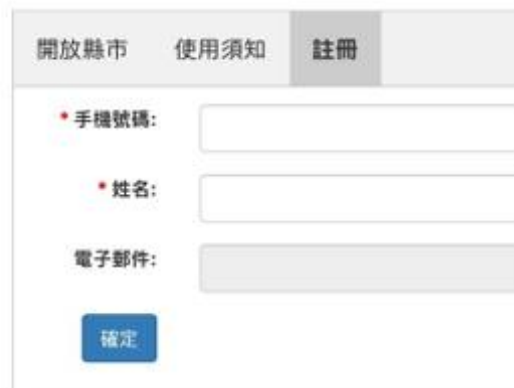 開放縣市 使用須知 註冊
* 手機號碼:
* 姓名:
電子郵件:
確定